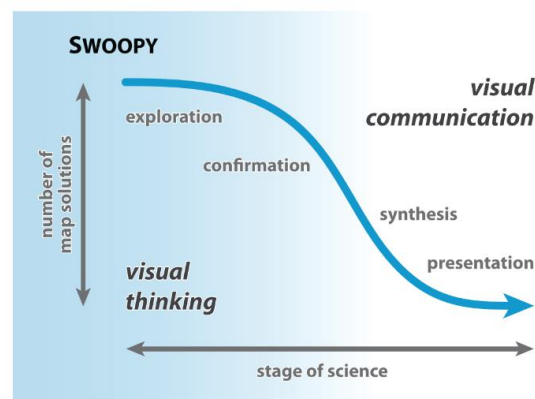 SWOOPY
visual
communication
exploration
confirmation
number of
map solutions
synthesis
presentation
visual
thinking
stage of science